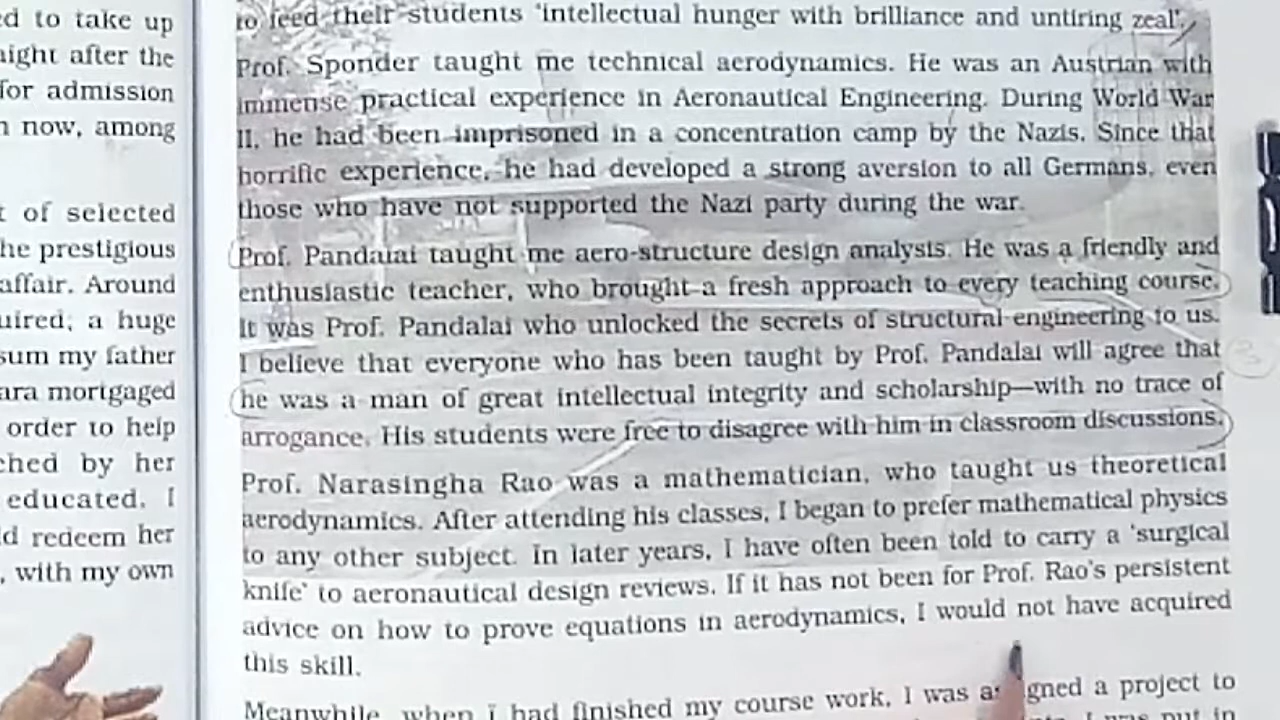 ed to take up
aight after the
for admission
n now, among
t of selected
he prestigious
affair. Around
uired; a huge
sum my father
ara mortgaged
order to help
ched by her
educated. I
ld redeem her
, with my own
to feed their students 'intellectual hunger with brilliance and untiring zeal'.
Prof. Sponder taught me technical aerodynamics. He was an Austrian with
immense practical experience in Aeronautical Engineering. During World War
II, he had been imprisoned in a concentration camp by the Nazis. Since that
horrific experience, he had developed a strong aversion to all Germans, even
those who have not supported the Nazi party during the war.
Prof. Pandalai taught me aero-structure design analysis. He was a friendly and
enthusiastic teacher, who brought a fresh approach to every teaching course.
It was Prof. Pandalai who unlocked the secrets of structural engineering to us.
I believe that everyone who has been taught by Prof. Pandalai will agree that
he was a man of great intellectual integrity and scholarship—with no trace of
arrogance. His students were free to disagree with him in classroom discussions.
Prof. Narasingha Rao was a mathematician, who taught us theoretical
aerodynamics. After attending his classes, I began to prefer mathematical physics
to any other subject. In later years, I have often been told to carry a 'surgical
knife' to aeronautical design reviews. If it has not been for Prof. Rao's persistent
advice on how to prove equations in aerodynamics, I would not have acquired
this skill.
Meanwhile, when I had finished my course work, I was a gned a project to
I was put in